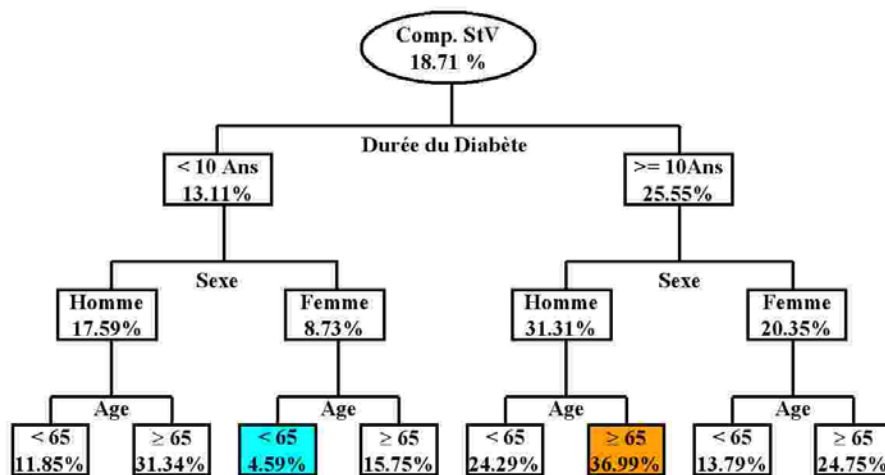 Comp. StV
18.71 %
Durée du Diabète
< 10 Ans
13.11%
>= 10Ans
25.55%
Sexe
Sexe
Homme
17.59%
Femme
8.73%
Homme
31.31%
Femme
20.35%
Age
Age
Age
Age
< 65
11.85%
≥ 65
31.34%
< 65
4.59%
≥ 65
15.75%
< 65
24.29%
≥ 65
36.99%
< 65
13.79%
≥ 65
24.75%